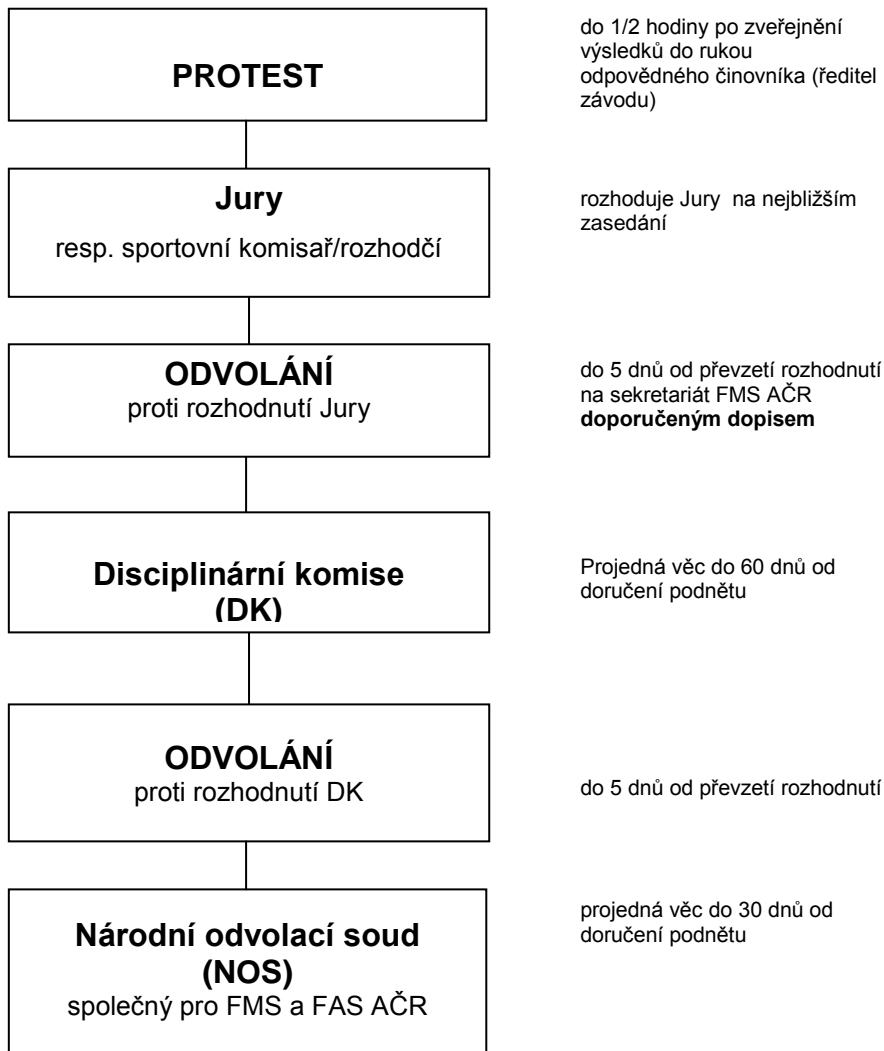 PROTEST
do 1/2 hodiny po zveřejnění
výsledků do rukou
odpovědného činovníka (ředitel
závodu)
Jury
resp. sportovní komisař/rozhodčí
rozhoduje Jury na nejbližším
zasedání
ODVOLÁNÍ
proti rozhodnutí Jury
do 5 dnů od převzetí rozhodnutí
na sekretariát FMS AČR
doporučeným dopisem
Disciplinární komise
(DK)
Projedná věc do 60 dnů od
doručení podnětu
ODVOLÁNÍ
proti rozhodnutí DK
do 5 dnů od převzetí rozhodnutí
Národní odvolací soud
(NOS)
společný pro FMS a FAS AČR
projedná věc do 30 dnů od
doručení podnětu